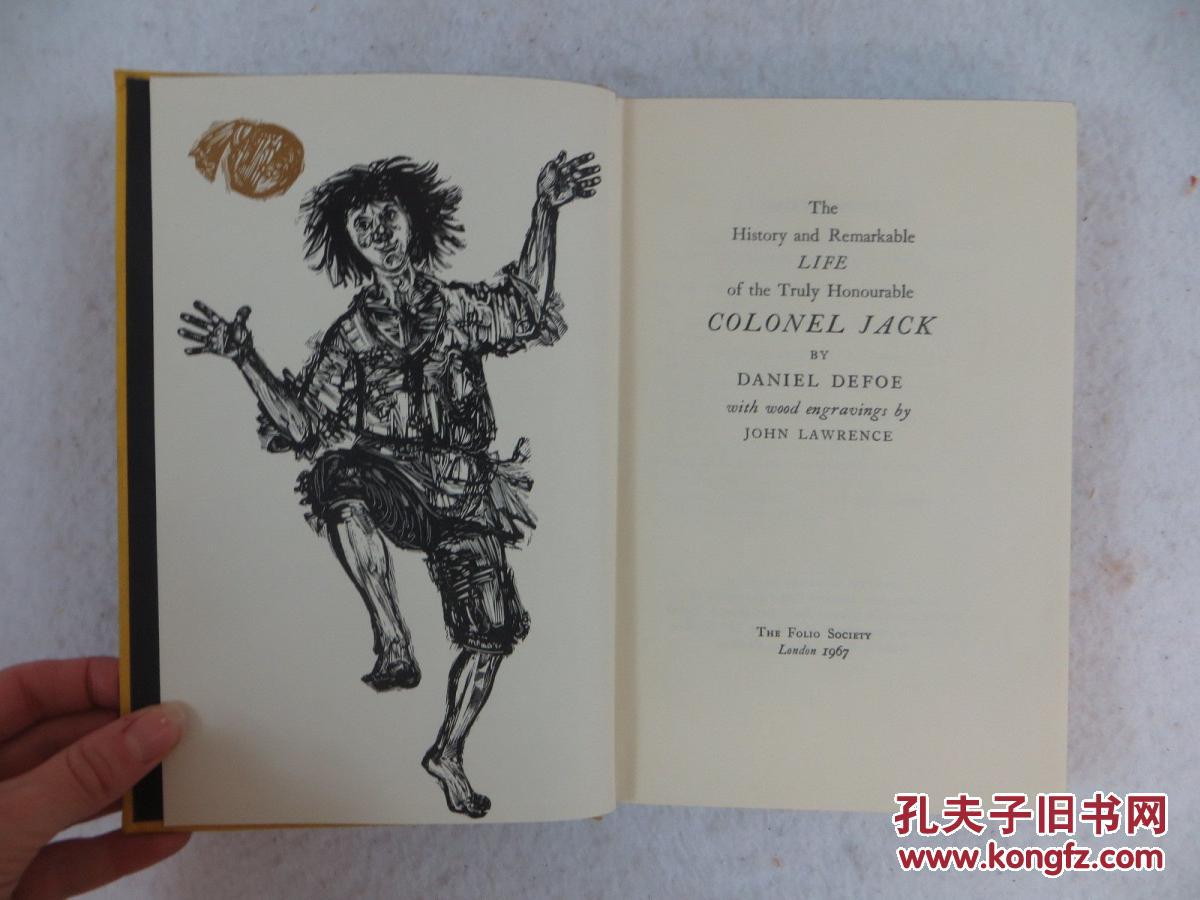 The
History and Remarkable
LIFE
of the Truly Honourable
COLONEL JACK
BY
DANIEL DEFOE
with wood engravings by
JOHN LAWRENCE
THE FOLIO SOCIETY
London 1967
孔夫子旧书网
www.kongfz.com